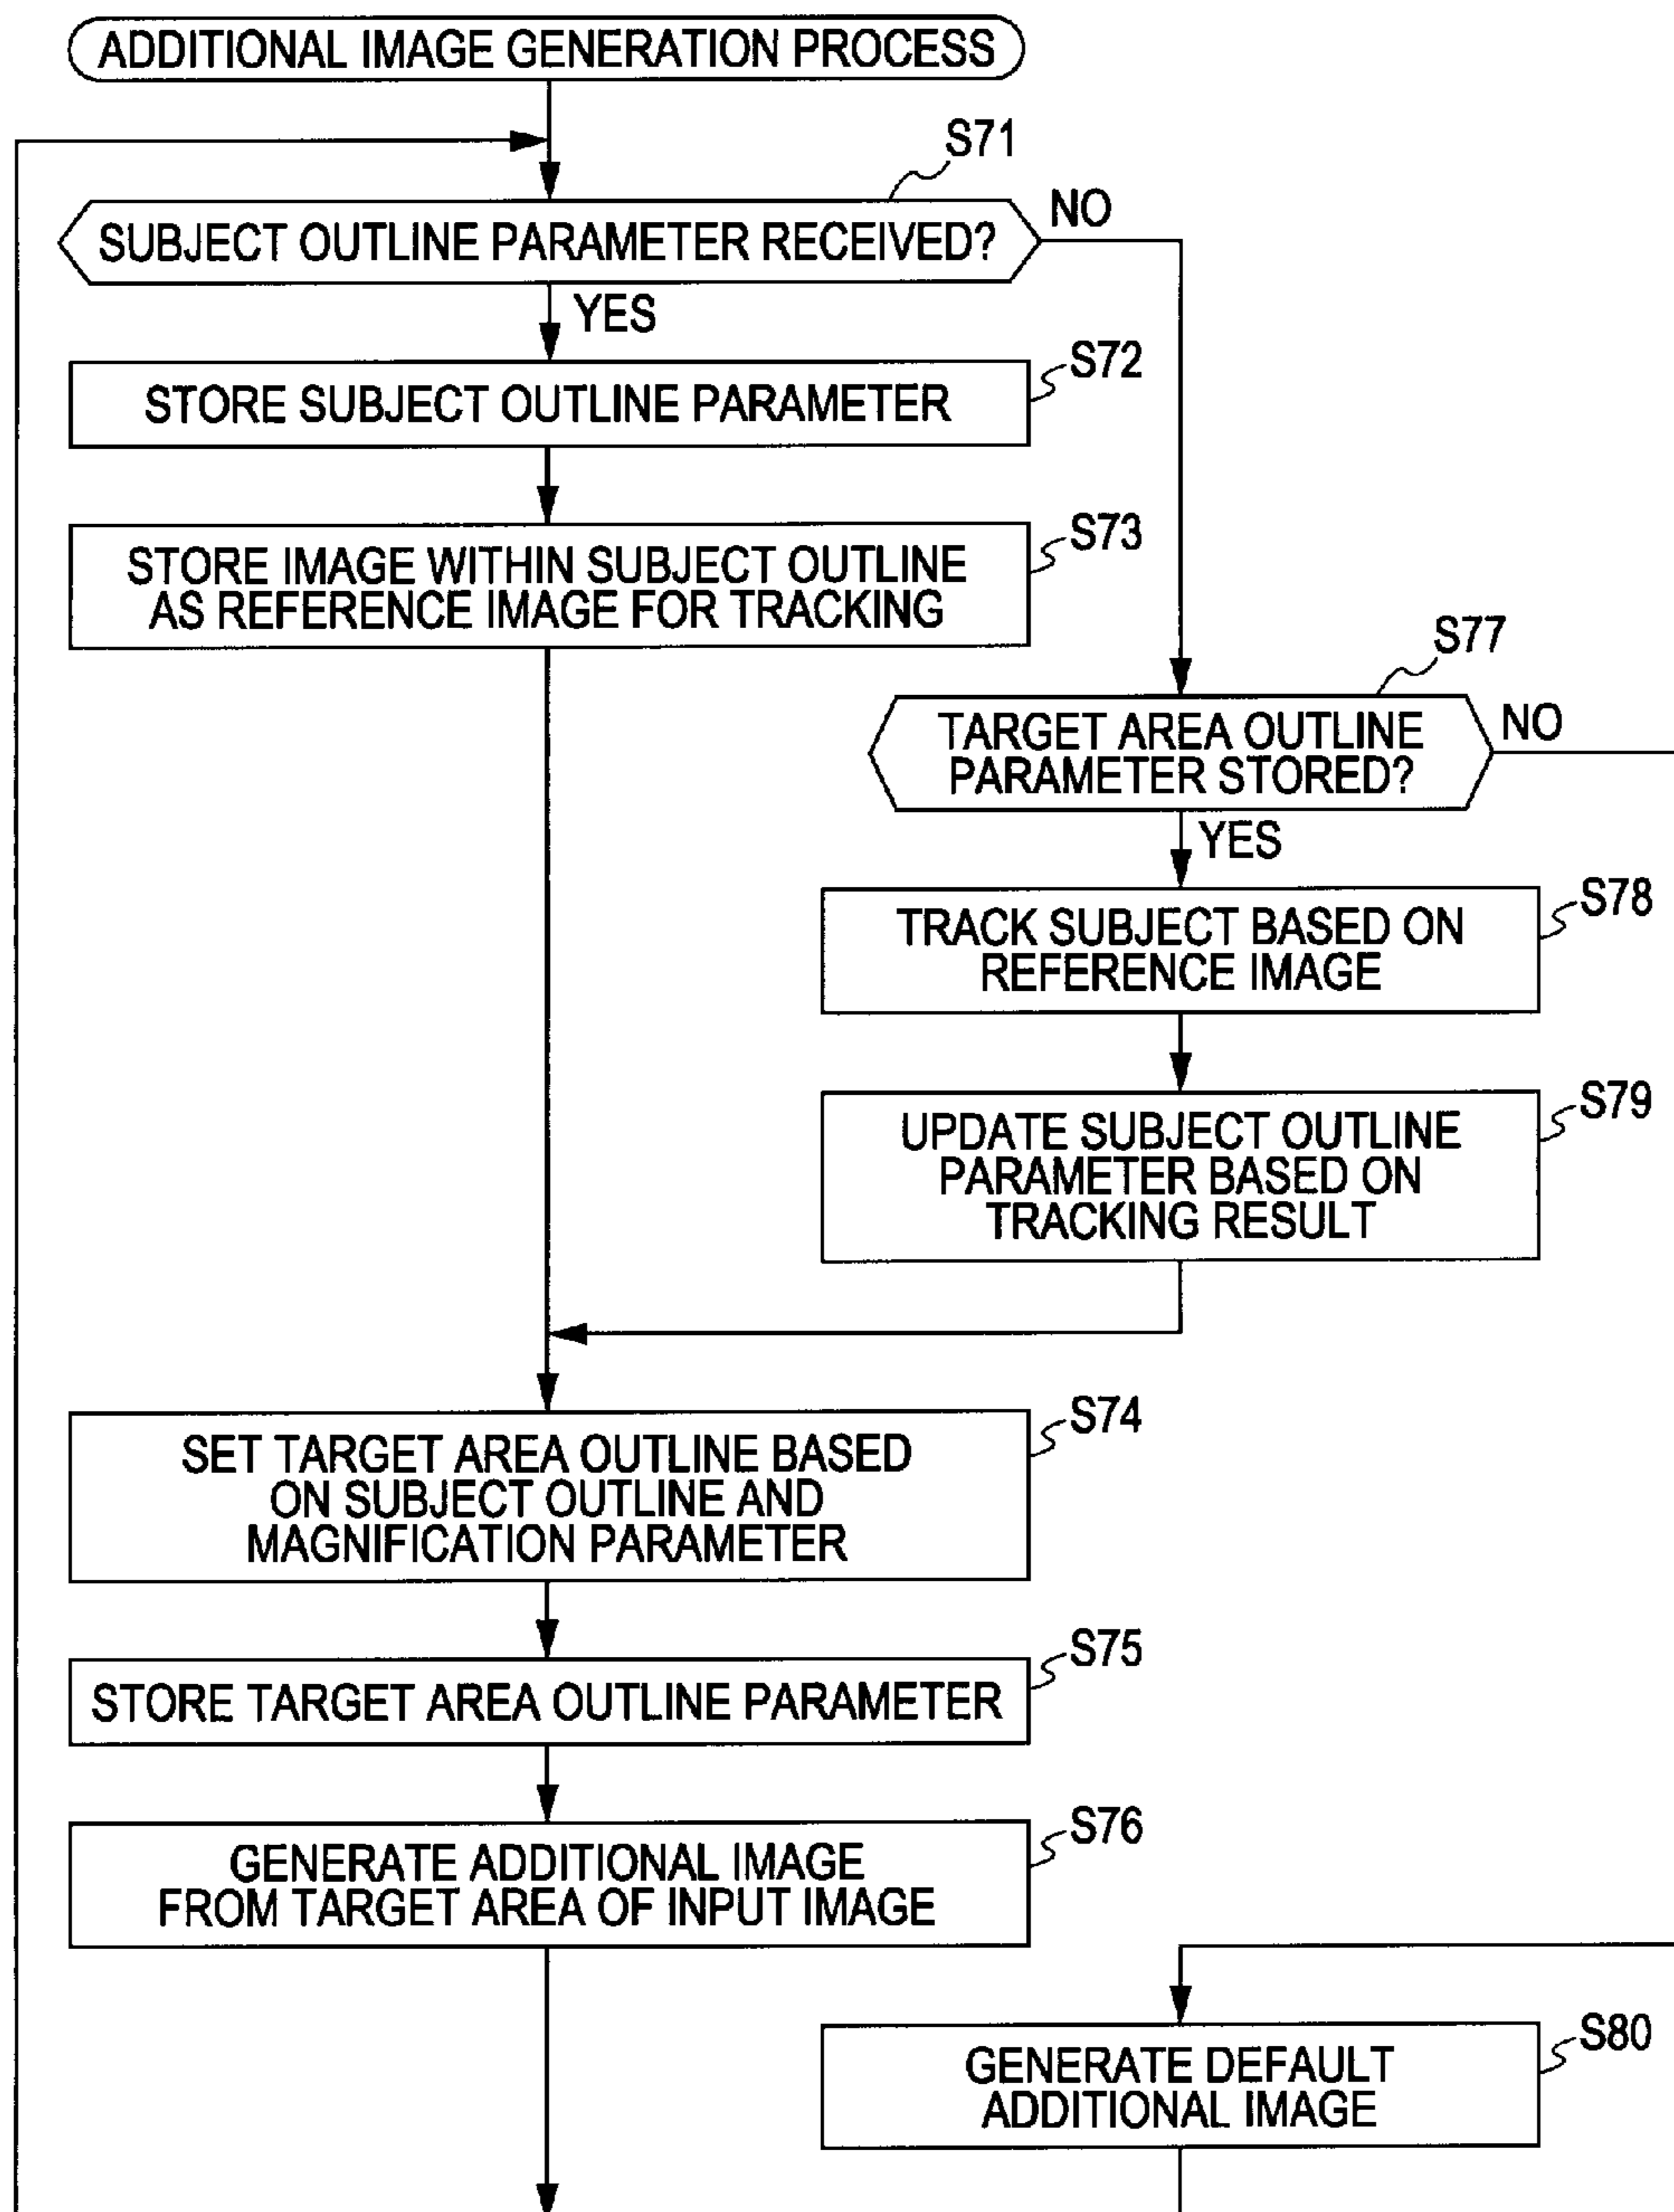 ADDITIONAL IMAGE GENERATION PROCESS
S71
SUBJECT OUTLINE PARAMETER RECEIVED?
NO
YES
S72
STORE SUBJECT OUTLINE PARAMETER
S73
STORE IMAGE WITHIN SUBJECT OUTLINE
AS REFERENCE IMAGE FOR TRACKING
S77
TARGET AREA OUTLINE
PARAMETER STORED?
NO
YES
S78
TRACK SUBJECT BASED ON
REFERENCE IMAGE
S79
UPDATE SUBJECT OUTLINE
PARAMETER BASED ON
TRACKING RESULT
S74
SET TARGET AREA OUTLINE BASED
ON SUBJECT OUTLINE AND
MAGNIFICATION PARAMETER
S75
STORE TARGET AREA OUTLINE PARAMETER
S76
GENERATE ADDITIONAL IMAGE
FROM TARGET AREA OF INPUT IMAGE
S80
GENERATE DEFAULT
ADDITIONAL IMAGE